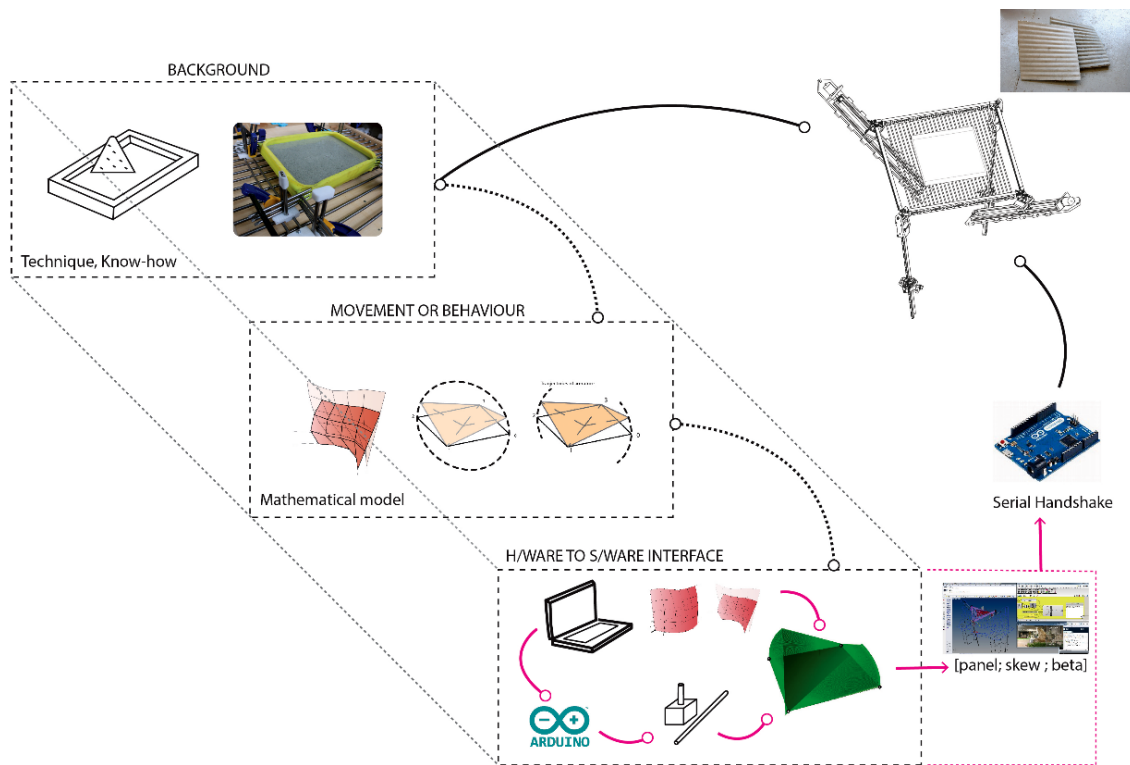 BACKGROUND
Technique, Know-how
MOVEMENT OR BEHAVIOUR
Mathematical model
Serial Handshake
H/WARE TO S/WARE INTERFACE
[panel; skew ; beta]
ARDUINO